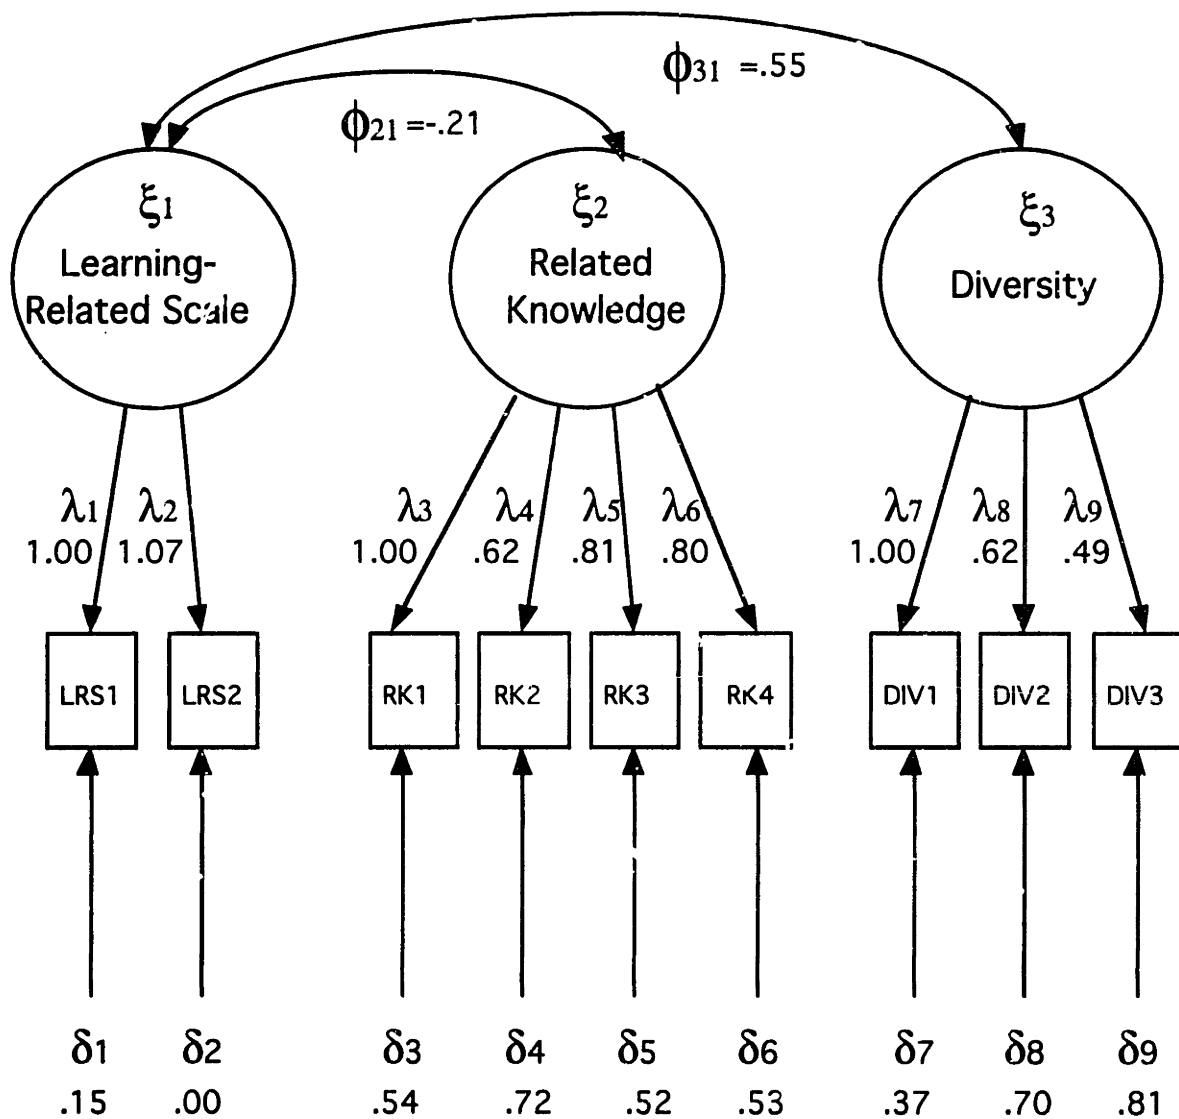 ϕ31 =.55
ϕ21 =-.21
ξ1
Learning-
Related Scale
ξ2
Related
Knowledge
ξ3
Diversity
λ1 λ2 λ3 λ4 λ5 λ6 λ7 λ8 λ9
1.00 1.07 1.00 .62 .81 .80 1.00 .62 .49
LRS1 LRS2 RK1 RK2 RK3 RK4 DIV1 DIV2 DIV3
δ1 δ2 δ3 δ4 δ5 δ6 δ7 δ8 δ9
.15 .00 .54 .72 .52 .53 .37 .70 .81